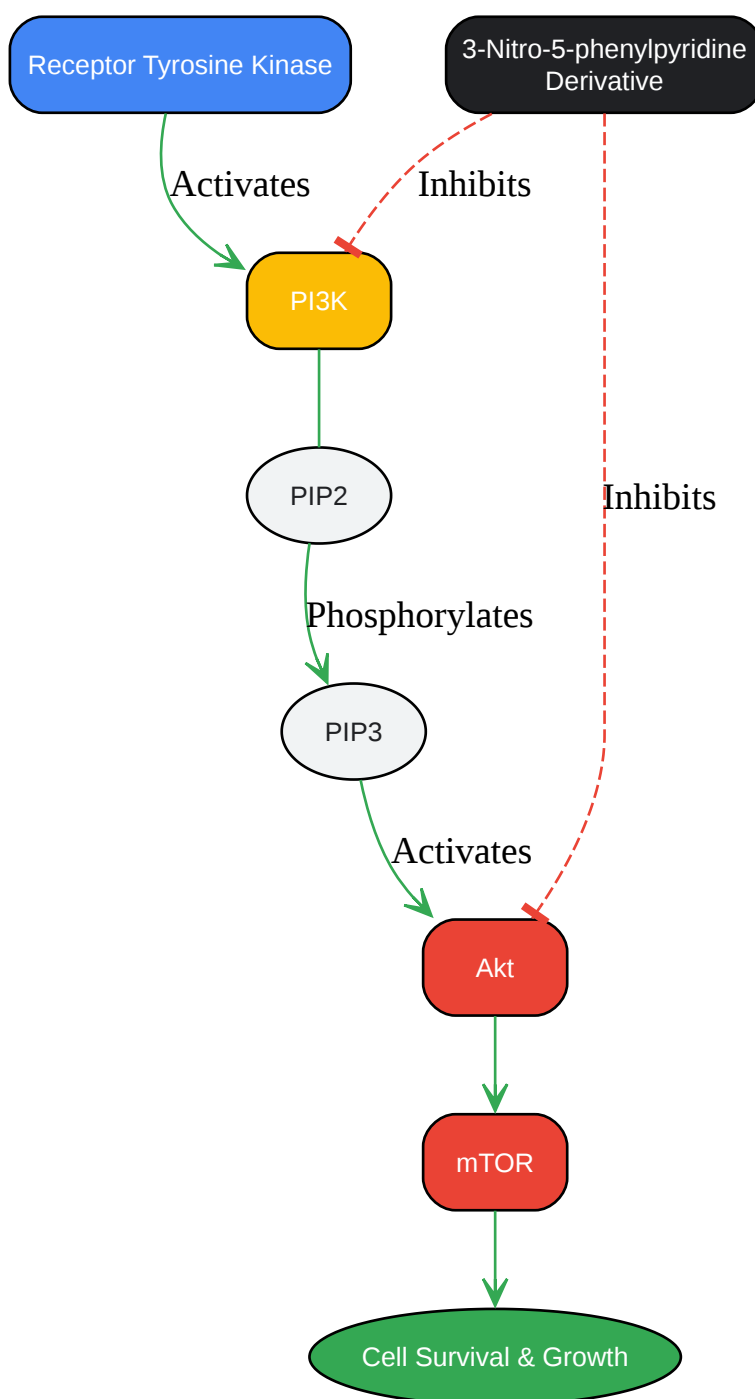 Receptor Tyrosine Kinase
3-Nitro-5-phenylpyridine
Derivative
Activates
Inhibits
PI3K
PIP2
Inhibits
Phosphorylates
PIP3
Activates
Akt
mTOR
Cell Survival & Growth